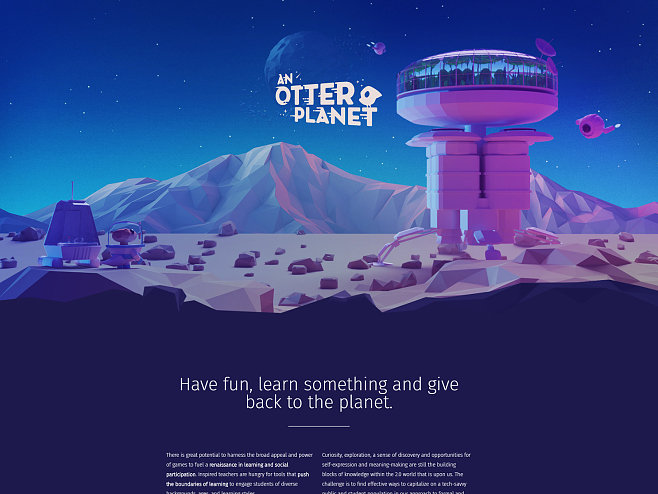 AN
OTTER
PLANET
Have fun, learn something and give
back to the planet.
There is great potential to harness the broad appeal and power
of games to fuel a renaissance in learning and social
participation. Inspired teachers are hungry for tools that push
the boundaries of learning to engage students of diverse
backgrounds, ages, and learning styles.
Curiosity, exploration, a sense of discovery and opportunities for
self-expression and meaning-making are still the building
blocks of knowledge within the 2.0 world that is upon us. The
challenge is to find effective ways to capitalize on a tech-savvy
public and student population in our approach to formal and